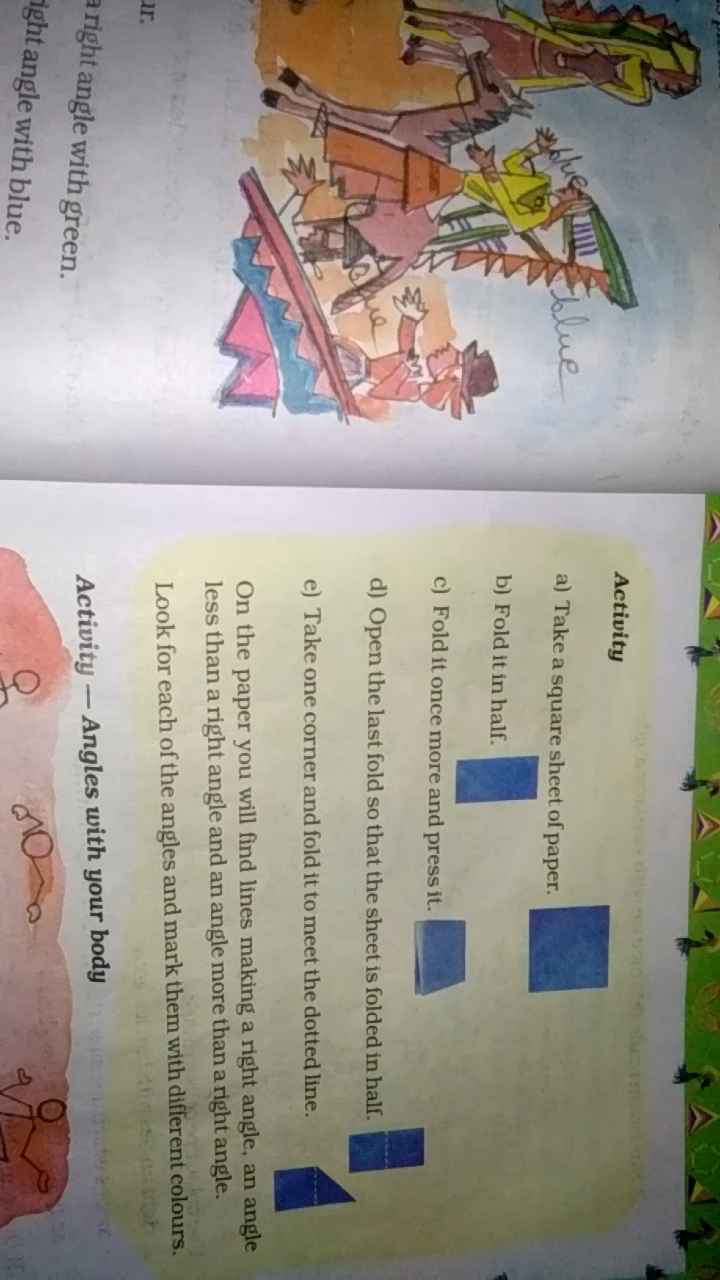 blue
blue
blue
ur.
a right angle with green.
ight angle with blue.
Activity
a) Take a square sheet of paper.
b) Fold it in half.
c) Fold it once more and press it.
d) Open the last fold so that the sheet is folded in half.
e) Take one corner and fold it to meet the dotted line.
On the paper you will find lines making a right angle, an angle
less than a right angle and an angle more than a right angle.
Look for each of the angles and mark them with different colours.
Activity — Angles with your body